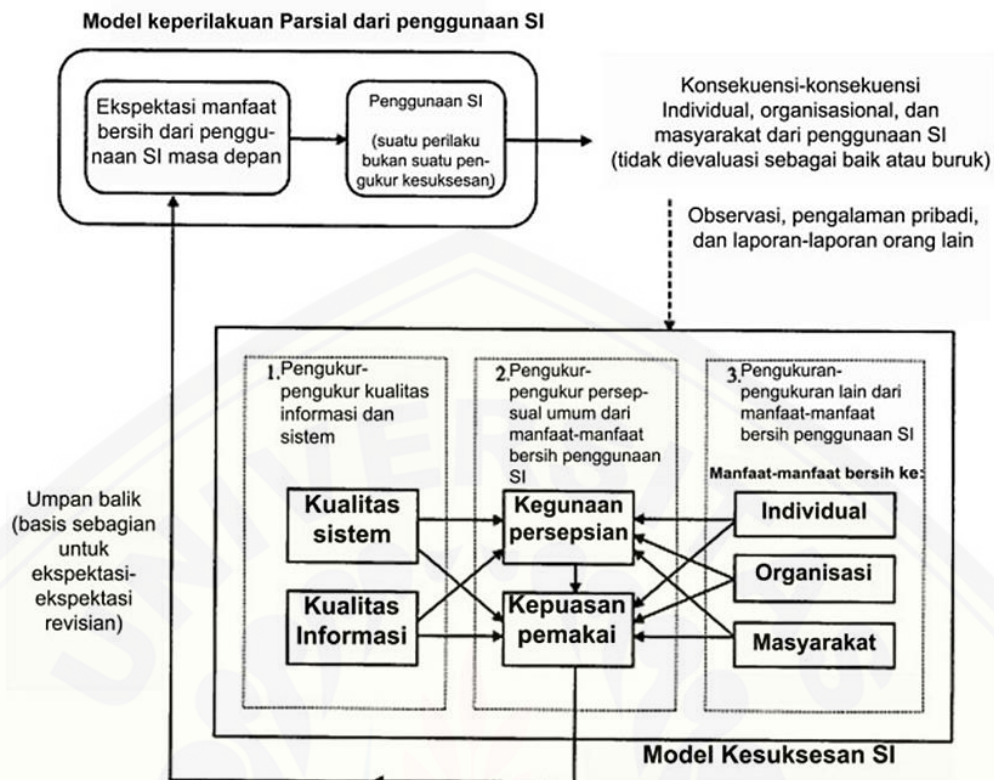 Model keperilakuan Parsial dari penggunaan SI
Ekspektasi manfaat
bersih dari penggu-
naan SI masa depan
Penggunaan SI
(suatu perilaku
bukan suatu pen-
gukur kesuksesan)
Konsekuensi-konsekuensi
Individual, organisasional, dan
masyarakat dari penggunaan SI
(tidak dievaluasi sebagai baik atau buruk)
Observasi, pengalaman pribadi,
dan laporan-laporan orang lain
1.Pengukur-
pengukur kualitas
informasi dan
sistem
2.Pengukur-
pengukur persep-
sual umum dari
manfaat-manfaat
bersih penggunaan
SI
3.Pengukuran-
pengukuran lain dari
manfaat-manfaat
bersih penggunaan SI
Manfaat-manfaat bersih ke:
Kualitas
sistem
Kualitas
Informasi
Kegunaan
persepsian
Kepuasan
pemakai
Individual
Organisasi
Masyarakat
Umpan balik
(basis sebagian
untuk
ekspektasi-
ekspektasi
revisian)
Model Kesuksesan SI